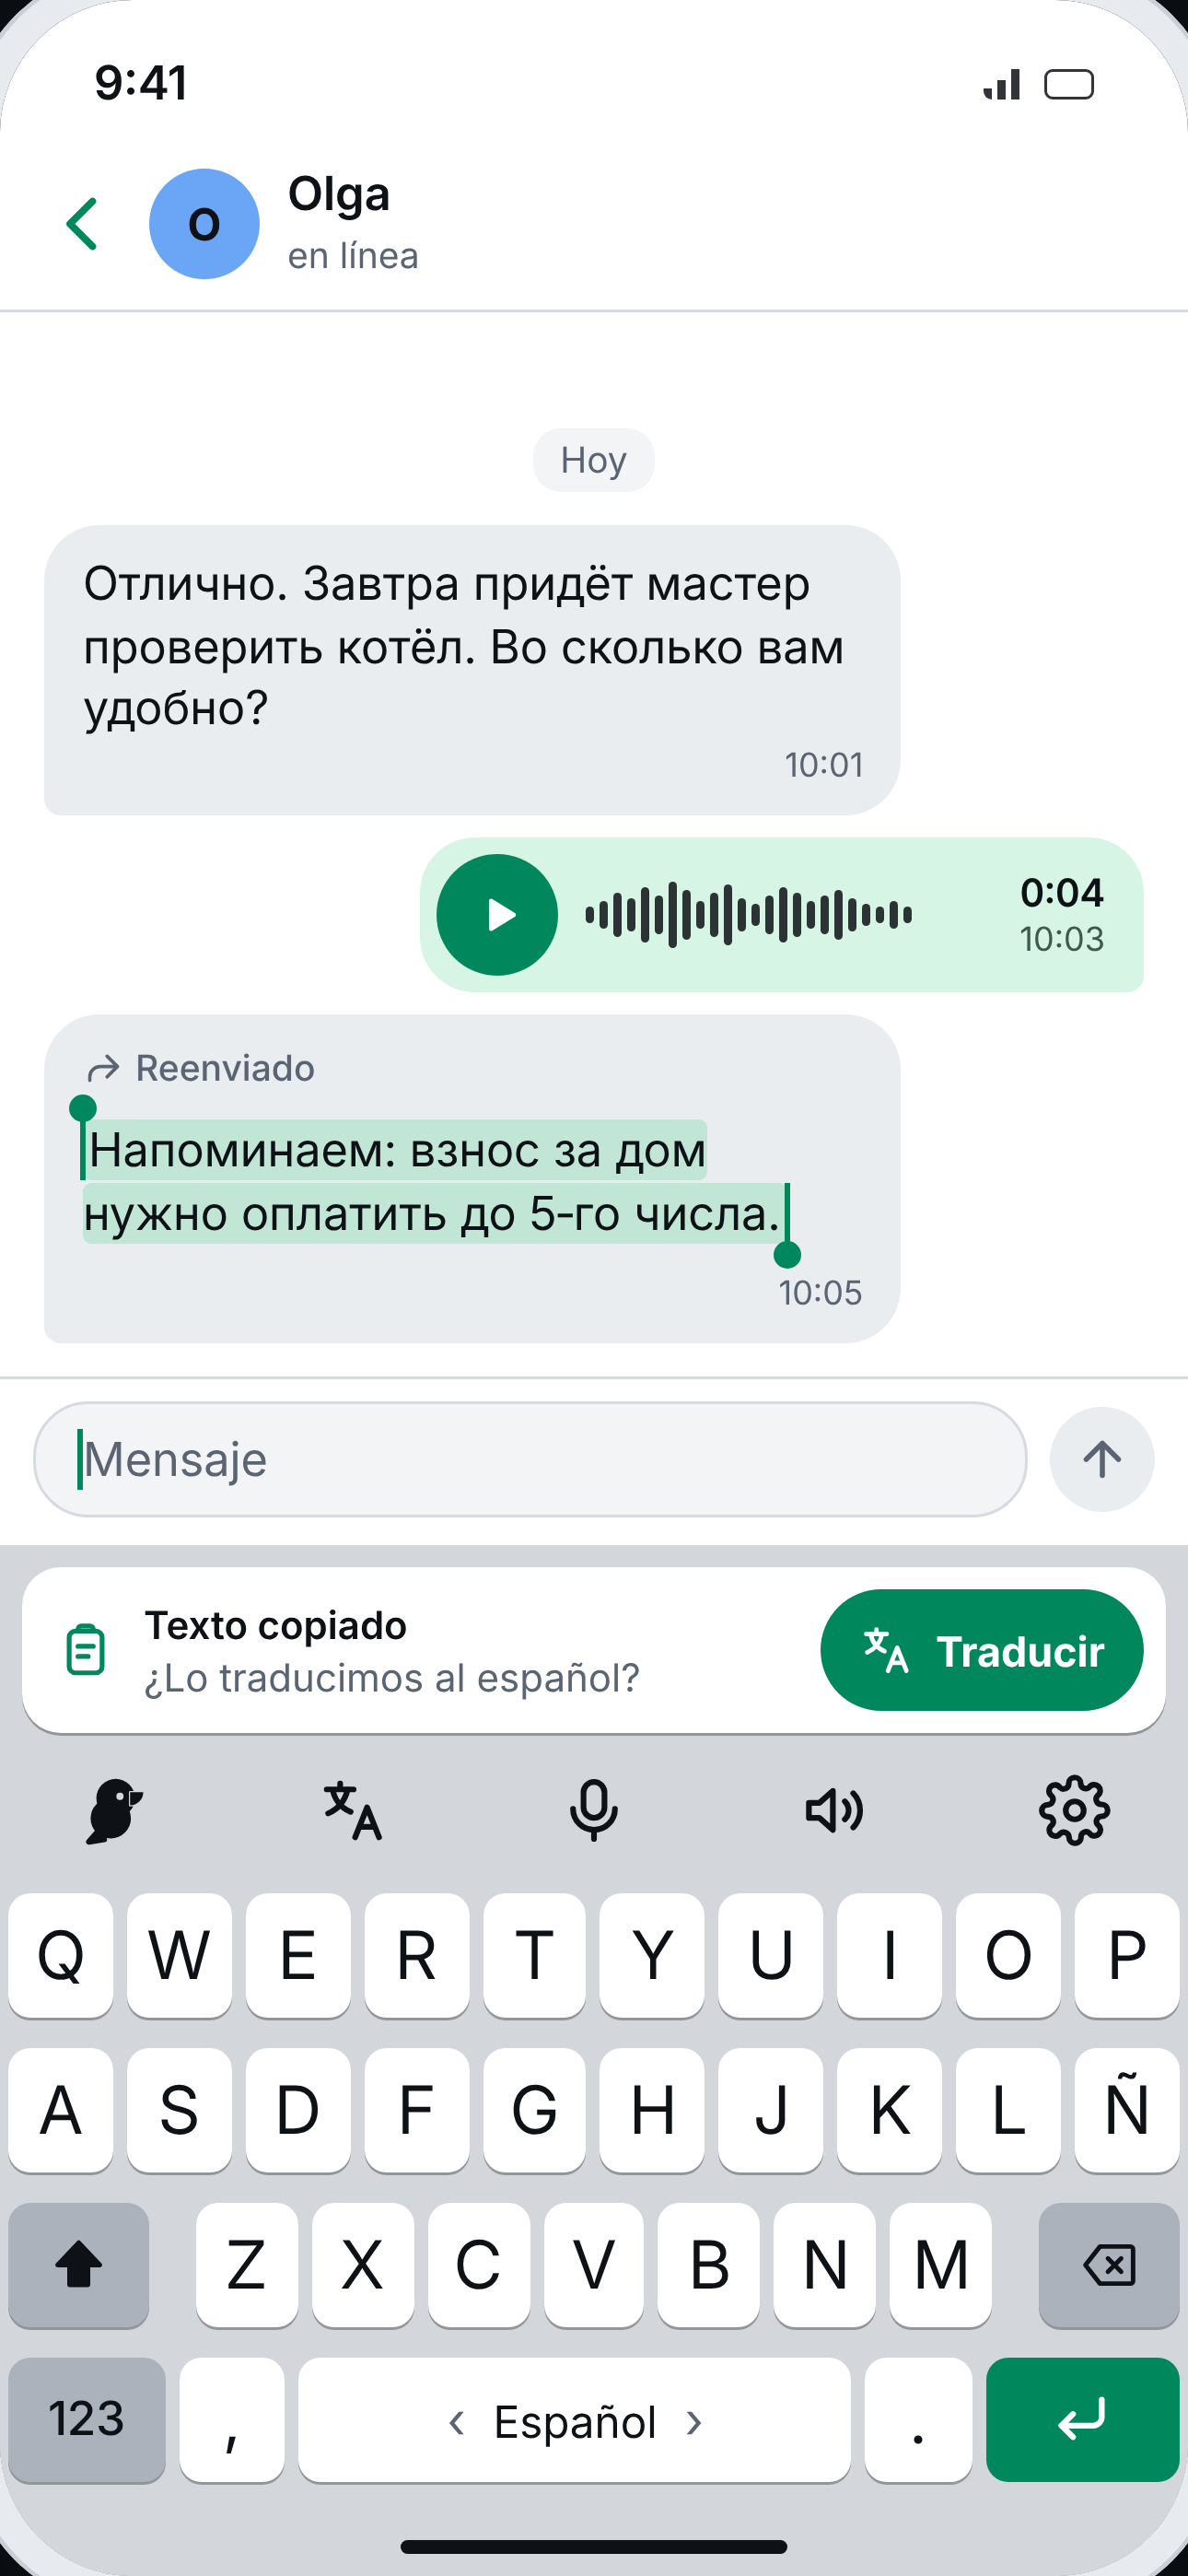 9:41
O
Olga
en línea
Hoy
Отлично. Завтра придёт мастер
проверить котёл. Во сколько вам
удобно?
10:01
0:04
10:03
Reenviado
Напоминаем: взнос за дом
нужно оплатить до 5-го числа.
10:05
Mensaje
Texto copiado
¿Lo traducimos al español?
Traducir
Q W E R T Y U I O P
A S D F G H J K L Ñ
Z X C V B N M
123 , ‹ Español › .